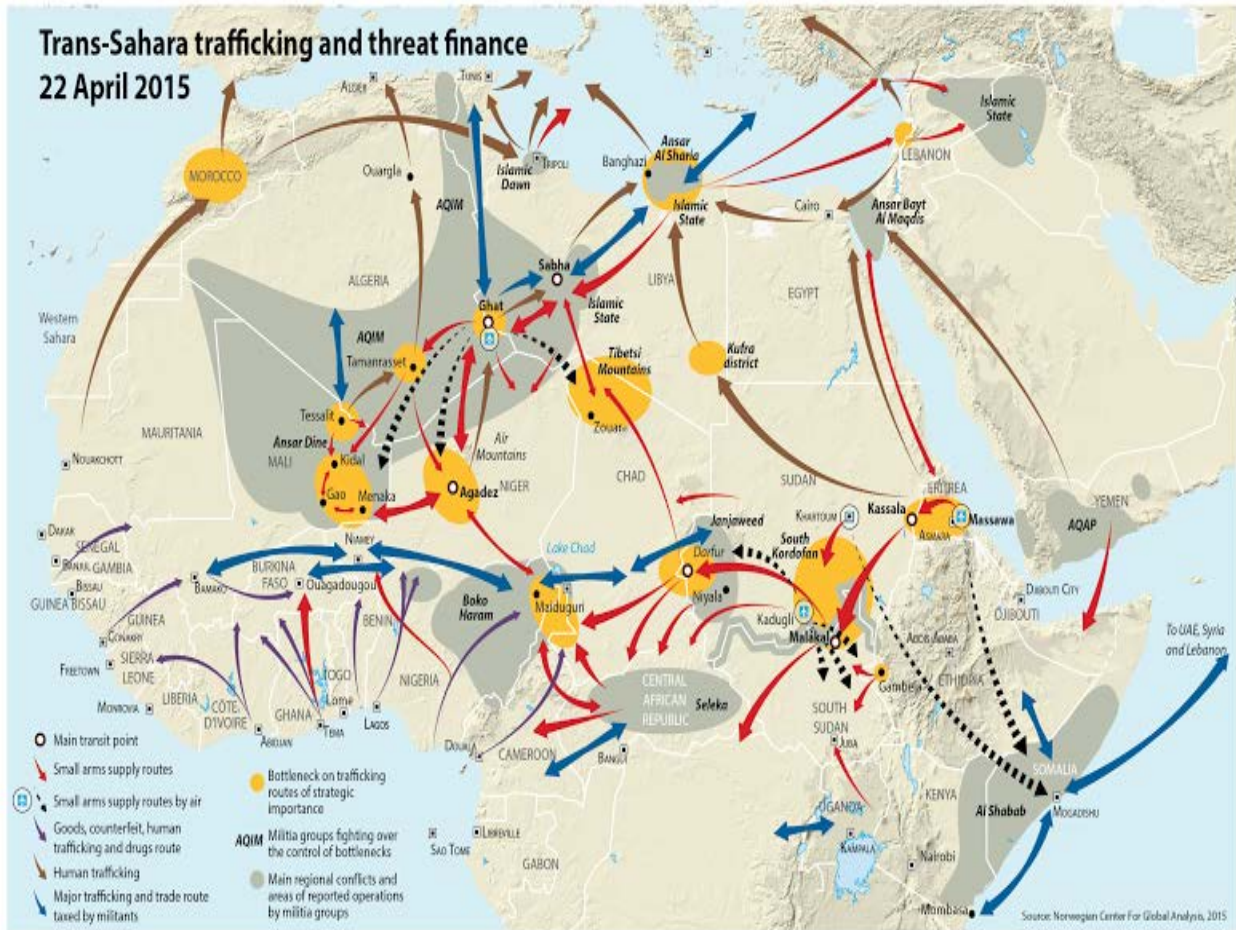 Trans-Sahara trafficking and threat finance
22 April 2015
ALGER
TUNIS
Islamic
State
MOROCCO
Ouargla
Islamic
Dawn
TRIPOLI
Banghazi
Ansar
Al Sharia
LEBANON
AQIM
Islamic
State
Cairo
Ansar Bayt
Al Maqdis
Sabha
ALGERIA
LIBYA
EGYPT
Western
Sahara
Ghat
Islamic
State
AQIM
Tamanrasset
Tibetsi
Mountains
Kufra
district
Tessalit
Zouara
MAURITANIA
Ansar Dine
MALI
Kidal
Air
Mountains
NOUAKCHOTT
Gao
Menaka
Agadez
NIGER
CHAD
SUDAN
ERITREA
YEMEN
Kassala
Massawa
ASMARA
AQAP
KHARTOUM
DAKAR
SENEGAL
GAMBIA
BANJUL
BISSAU
GUINEA BISSAU
NIAMEY
Lake Chad
Janjaweed
South
Kordofan
Darfur
BURKINA
FASO
BAMAKO
Ouagadougou
Boko
Haram
Maiduguri
Niyala
Kadugli
Malakal
DJIBOUTI CITY
DJIBOUTI
ADDIS ABABA
GUINEA
CONAKRY
BENIN
FREETOWN
SIERRA
LEONE
TOGO
NIGERIA
CENTRAL
AFRICAN
REPUBLIC
Seleka
Gambela
ETHIOPIA
To UAE, Syria
and Lebanon
MONROVIA
LIBERIA
CÔTE
D'IVOIRE
GHANA
Lome
LAGOS
SOUTH
SUDAN
JUBA
ABIDJAN
TEMA
DOUALA
CAMEROON
BANGUI
SOMALIA
UGANDA
KENYA
Al Shabab
MOGADISHU
LIBREVILLE
SAO TOME
GABON
KAMPALA
Nairobi
Mombasa
Main transit point
Small arms supply routes
Small arms supply routes by air
Goods, counterfeit, human
trafficking and drugs route
Human trafficking
Major trafficking and trade route
taxed by militants
Bottleneck on trafficking
routes of strategic
importance
AQIM Militia groups fighting over
the control of bottlenecks
Main regional conflicts and
areas of reported operations
by militia groups
Source: Norwegian Center For Global Analysis, 2015